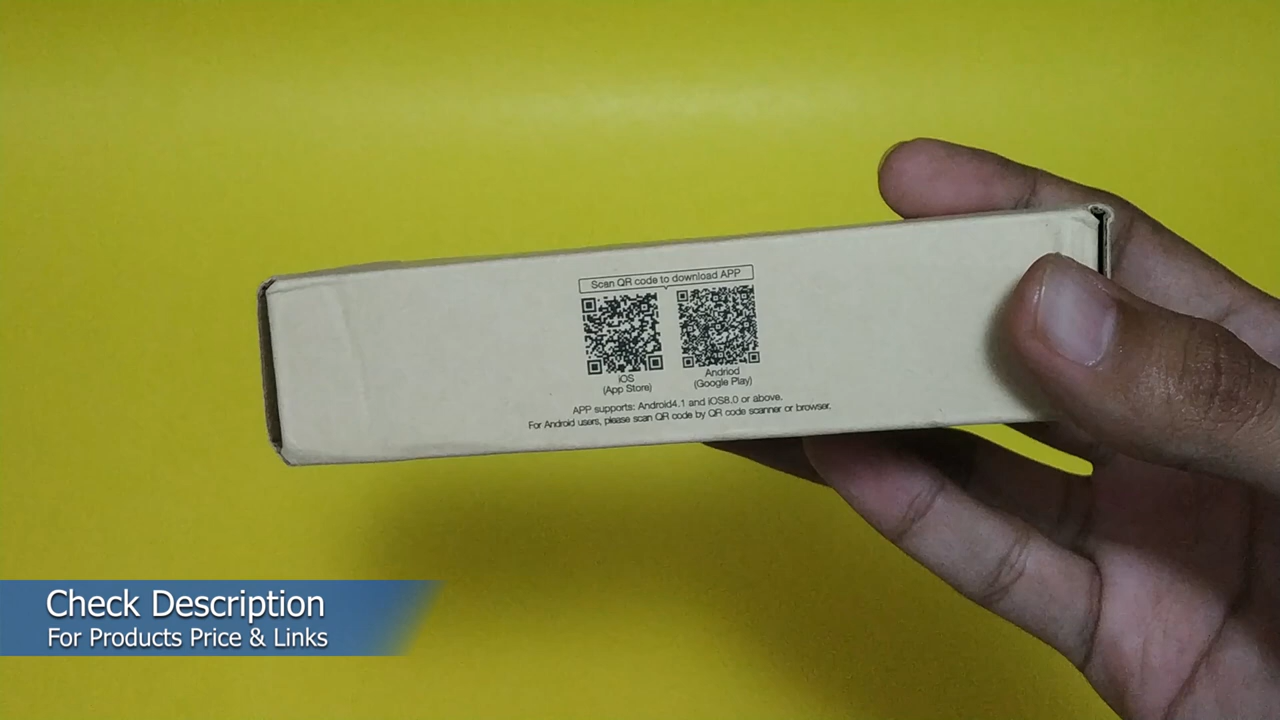 Scan QR code to download APP
iOS
(App Store)
Andriod
(Google Play)
APP supports: Android4.1 and iOS8.0 or above.
For Android users, please scan QR code by QR code scanner or browser.
Check Description
For Products Price & Links